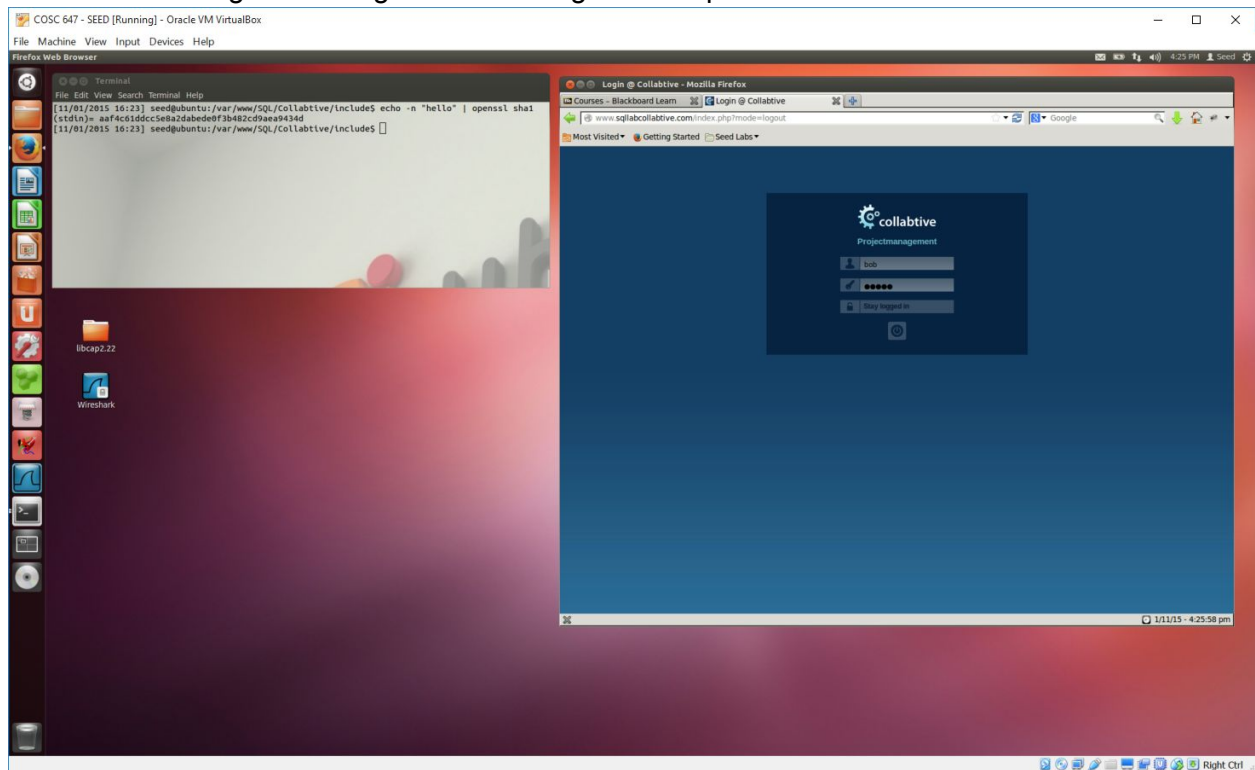 COSC 647 - SEED [Running] - Oracle VM VirtualBox
File Machine View Input Devices Help
Firefox Web Browser
4:25 PM Seed
Terminal
File Edit View Search Terminal Help
[11/01/2015 16:23] seed@ubuntu:/var/www/SQL/Collabtive/include$ echo -n "hello" | openssl sha1
(stdin)= aaf4c61ddcc5e8a2dabede0f3b482cd9aea9434d
[11/01/2015 16:23] seed@ubuntu:/var/www/SQL/Collabtive/include$
libcap2.22
Wireshark
Login @ Collabtive - Mozilla Firefox
Courses - Blackboard Learn
Login @ Collabtive
www.sqllabcollabtive.com/index.php?mode=logout
Google
Most Visited Getting Started Seed Labs
collabtive
Projectmanagement
bob
Stay logged in
1/11/15 - 4:25:58 pm
Right Ctrl